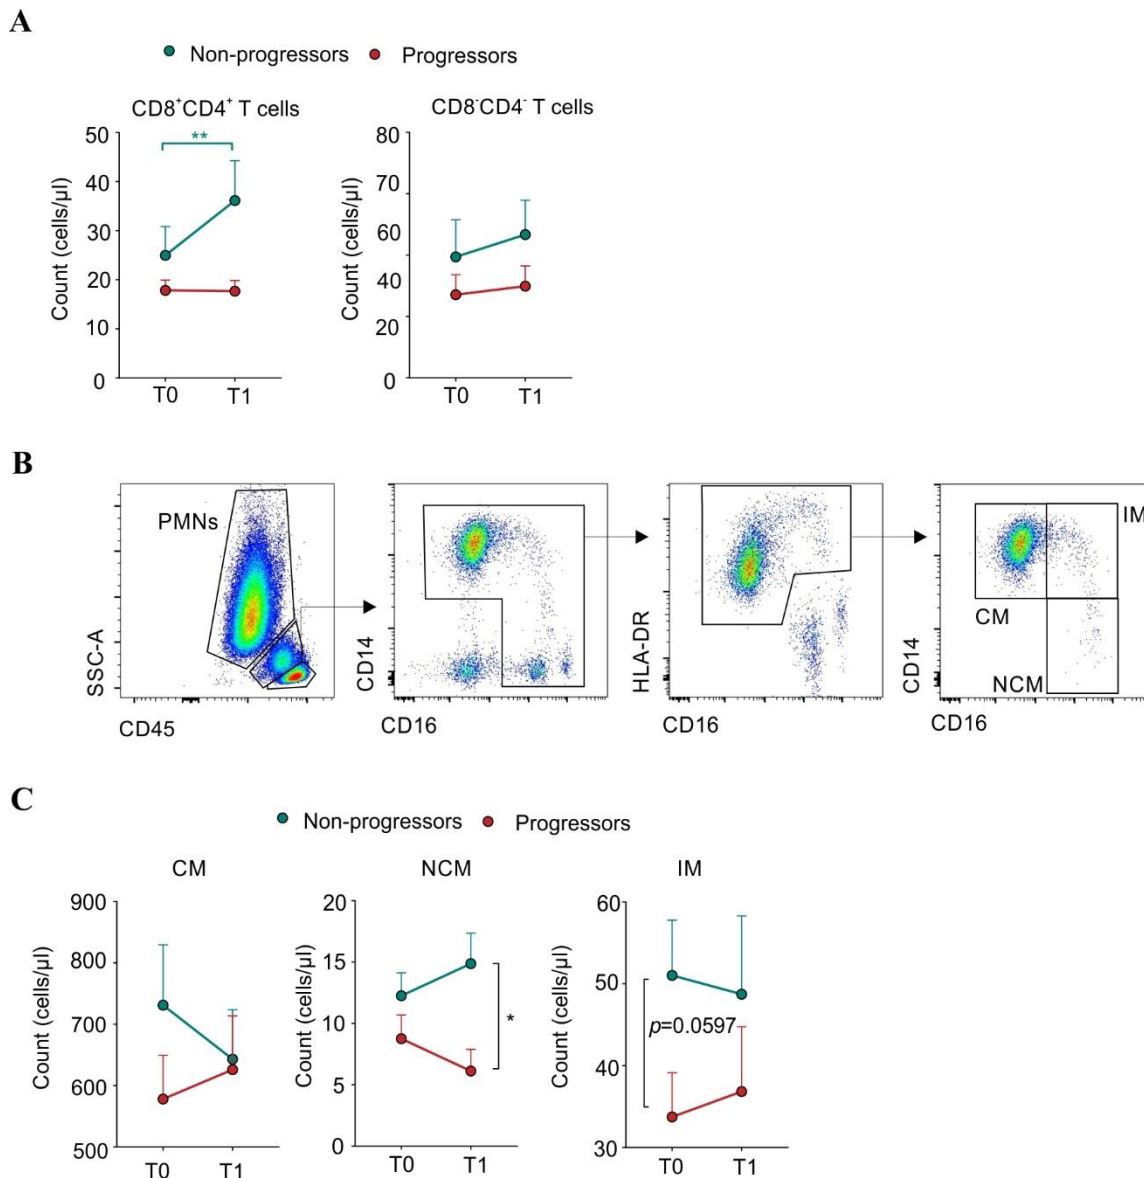 A
Non-progressors Progressors
CD8⁺CD4⁺ T cells
Count (cells/µl)
50
40
30
20
10
0
**
T0 T1
CD8⁻CD4⁻ T cells
Count (cells/µl)
80
70
60
40
20
0
T0 T1
B
PMNs
SSC-A
CD45
CD14
CD16
HLA-DR
CD16
IM
CM
NCM
CD14
CD16
C
Non-progressors Progressors
CM
Count (cells/µl)
900
800
700
600
500
T0 T1
NCM
Count (cells/µl)
20
15
10
5
0
*
T0 T1
IM
Count (cells/µl)
60
50
40
30
p=0.0597
T0 T1